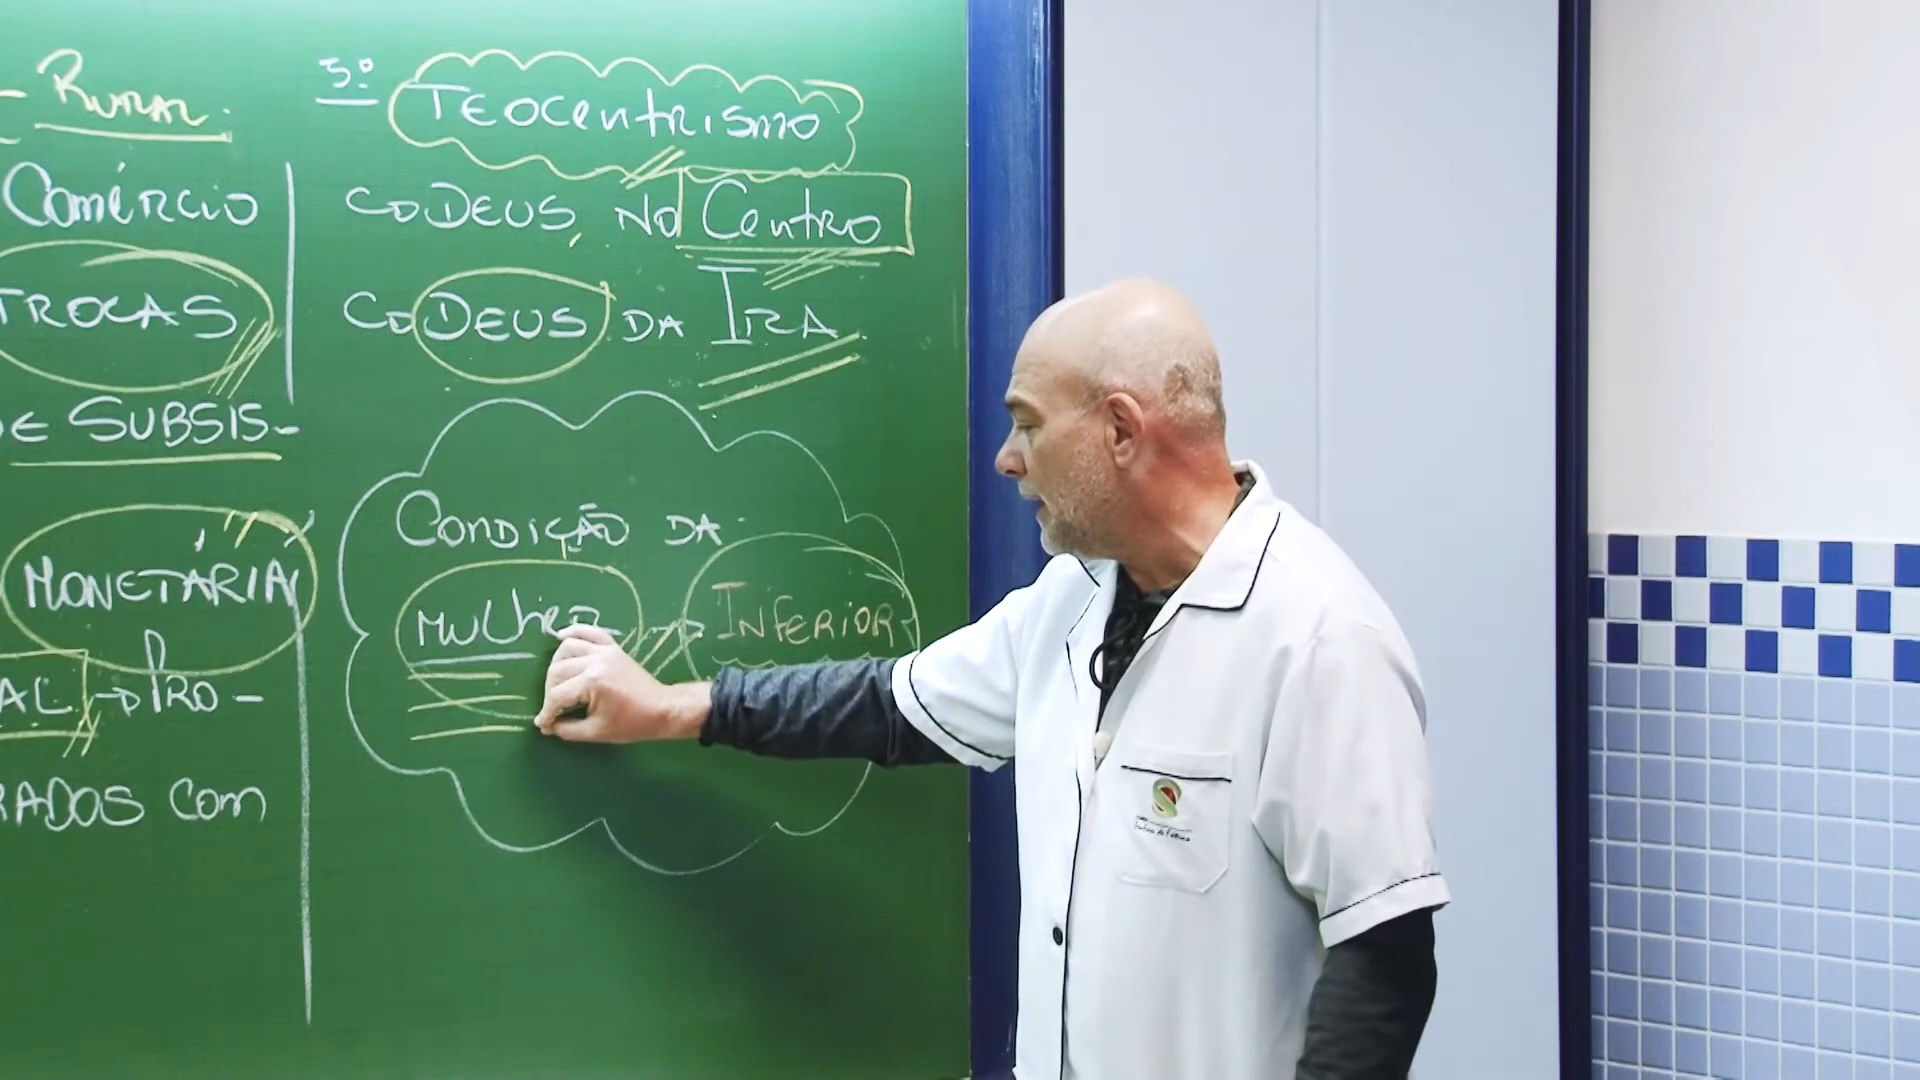 - Rural.
Comércio
TROCAS
DE SUBSIS-
MONETÁRIA
AL → PRO-
RADOS com
3º Teocentrismo
DEUS, NO Centro
DEUS DA IRA
CONDIÇÃO DA
MULHER → INFERIOR